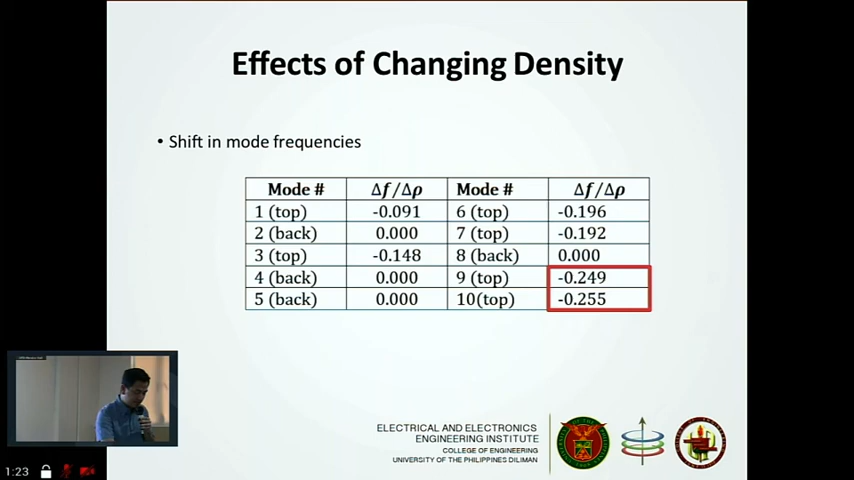 Effects of Changing Density
• Shift in mode frequencies
Mode # Δf/Δρ Mode # Δf/Δρ
1 (top) -0.091 6 (top) -0.196
2 (back) 0.000 7 (top) -0.192
3 (top) -0.148 8 (back) 0.000
4 (back) 0.000 9 (top) -0.249
5 (back) 0.000 10(top) -0.255
ELECTRICAL AND ELECTRONICS
ENGINEERING INSTITUTE
COLLEGE OF ENGINEERING
UNIVERSITY OF THE PHILIPPINES DILIMAN
1:23